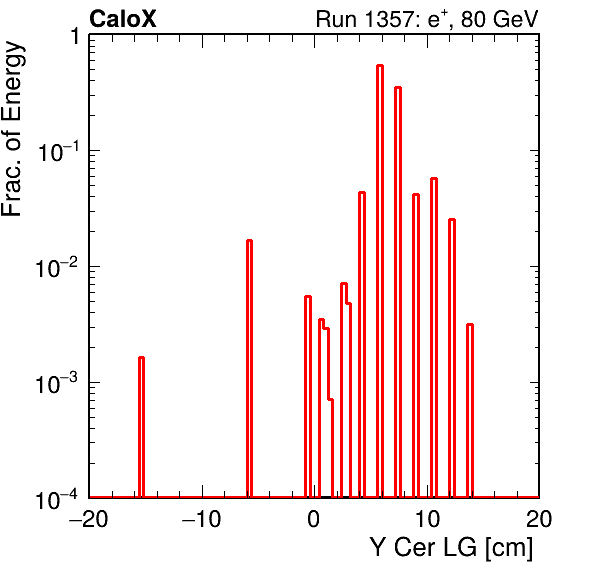 CaloX Run 1357: e⁺, 80 GeV
Frac. of Energy
1
10⁻¹
10⁻²
10⁻³
10⁻⁴
−20 −10 0 10 20
Y Cer LG [cm]